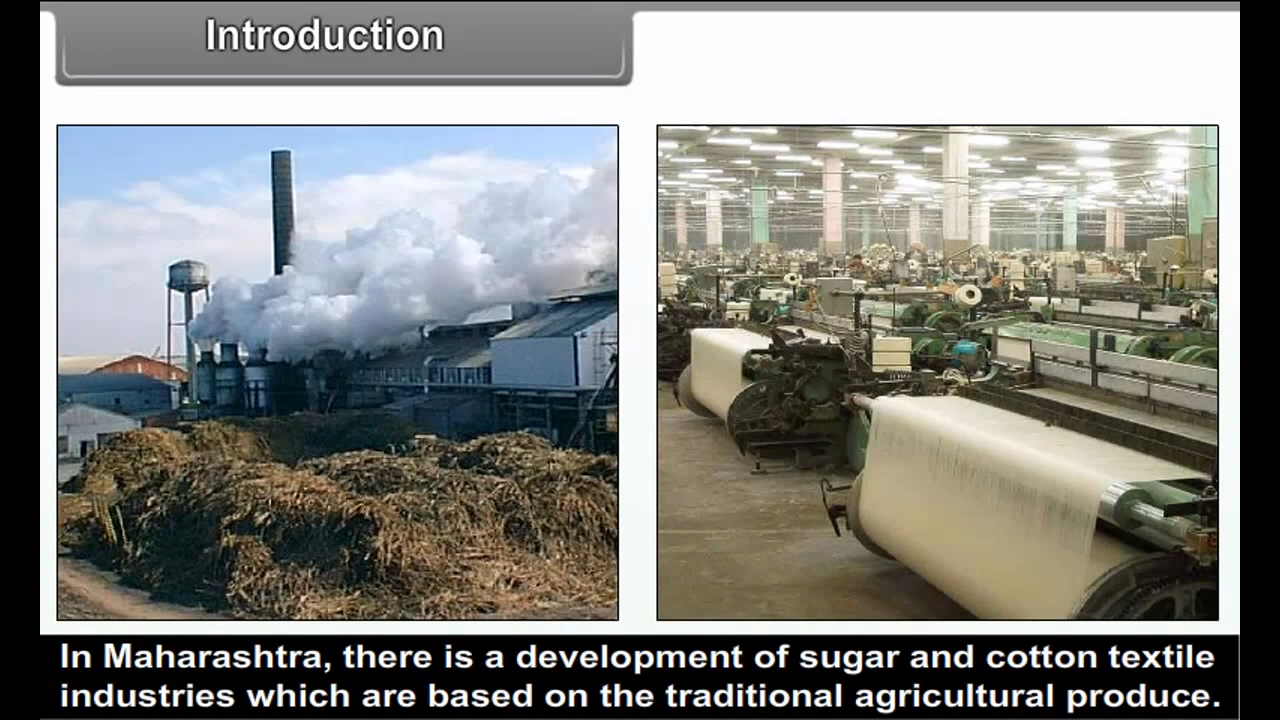 Introduction
In Maharashtra, there is a development of sugar and cotton textile
industries which are based on the traditional agricultural produce.